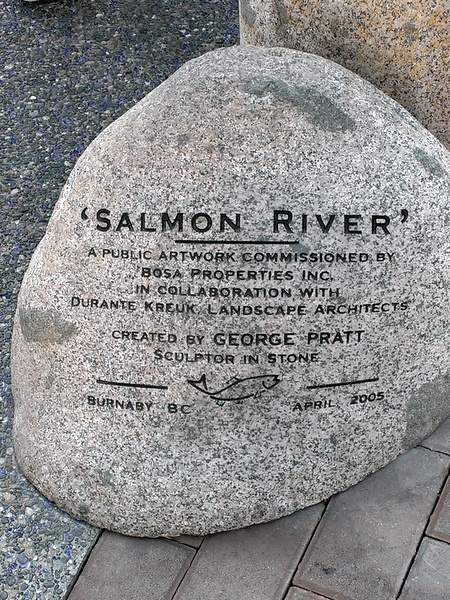 'SALMON RIVER'
A PUBLIC ARTWORK COMMISSIONED BY
BOSA PROPERTIES INC.
IN COLLABORATION WITH
DURANTE KREUK, LANDSCAPE ARCHITECTS
CREATED BY GEORGE PRATT
SCULPTOR IN STONE
BURNABY BC APRIL, 2005